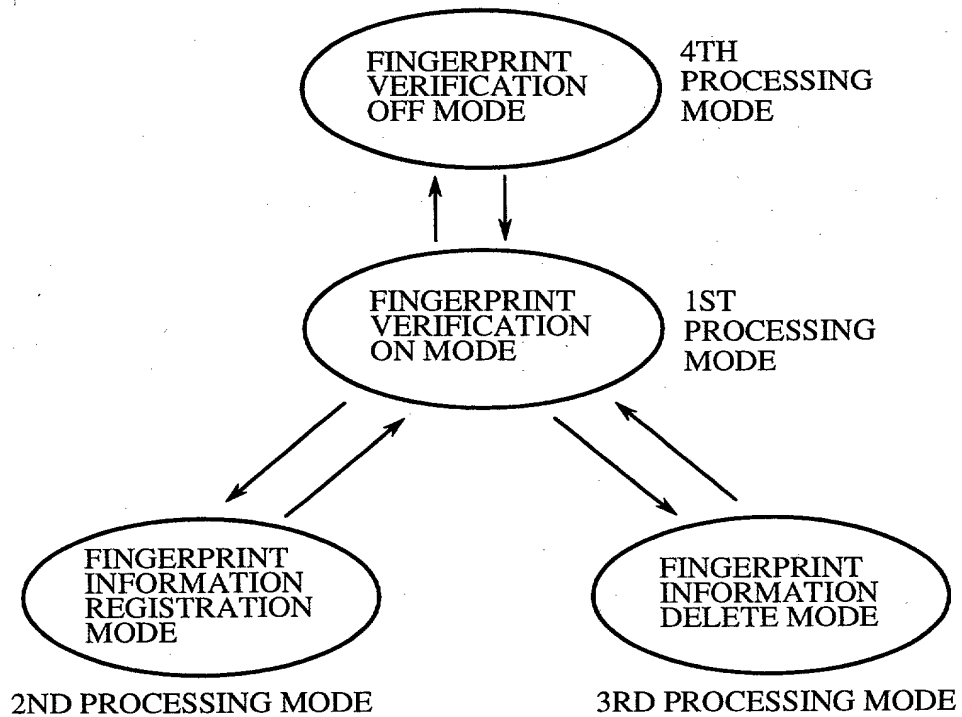 FINGERPRINT
VERIFICATION
OFF MODE
4TH
PROCESSING
MODE
FINGERPRINT
VERIFICATION
ON MODE
1ST
PROCESSING
MODE
FINGERPRINT
INFORMATION
REGISTRATION
MODE
2ND PROCESSING MODE
FINGERPRINT
INFORMATION
DELETE MODE
3RD PROCESSING MODE